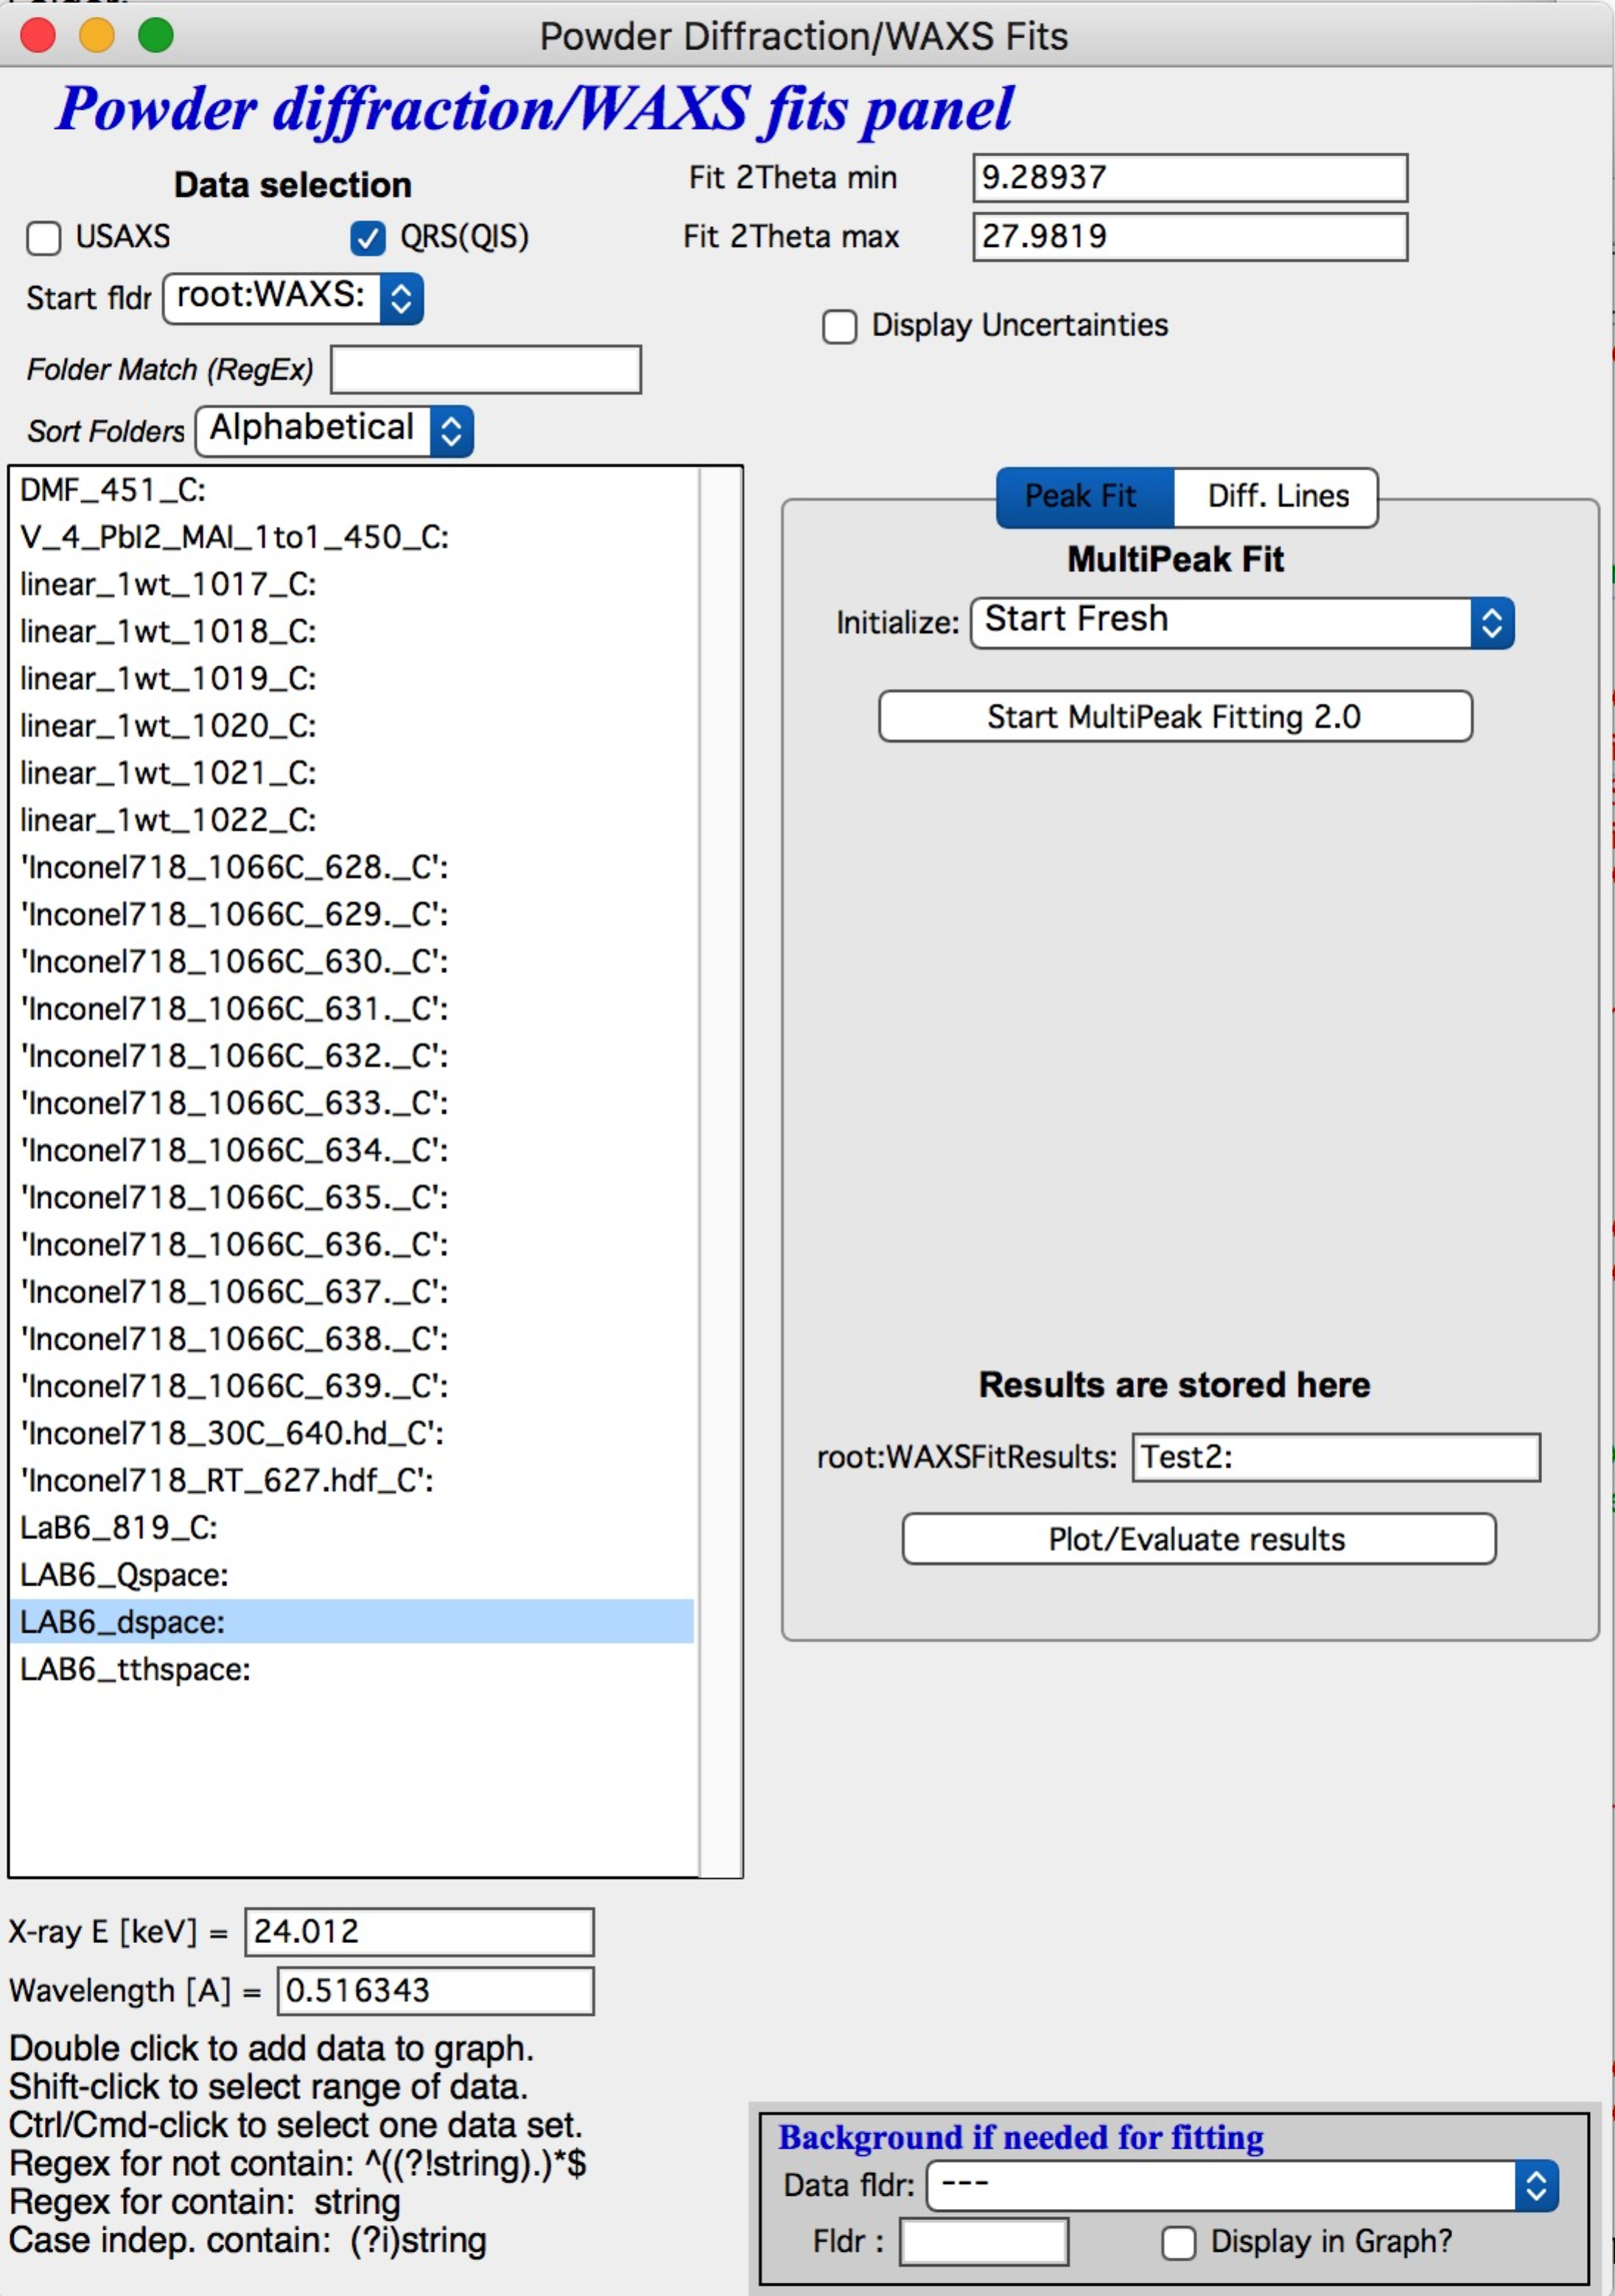 Powder Diffraction/WAXS Fits
Powder diffraction/WAXS fits panel
Data selection
USAXS
QRS(QIS)
Fit 2Theta min 9.28937
Fit 2Theta max 27.9819
Start fldr root:WAXS:
Display Uncertainties
Folder Match (RegEx)
Sort Folders Alphabetical
DMF_451_C:
V_4_PbI2_MAI_1to1_450_C:
linear_1wt_1017_C:
linear_1wt_1018_C:
linear_1wt_1019_C:
linear_1wt_1020_C:
linear_1wt_1021_C:
linear_1wt_1022_C:
'Inconel718_1066C_628._C':
'Inconel718_1066C_629._C':
'Inconel718_1066C_630._C':
'Inconel718_1066C_631._C':
'Inconel718_1066C_632._C':
'Inconel718_1066C_633._C':
'Inconel718_1066C_634._C':
'Inconel718_1066C_635._C':
'Inconel718_1066C_636._C':
'Inconel718_1066C_637._C':
'Inconel718_1066C_638._C':
'Inconel718_1066C_639._C':
'Inconel718_30C_640.hd_C':
'Inconel718_RT_627.hdf_C':
LaB6_819_C:
LAB6_Qspace:
LAB6_dspace:
LAB6_tthspace:
Peak Fit
Diff. Lines
MultiPeak Fit
Initialize: Start Fresh
Start MultiPeak Fitting 2.0
Results are stored here
root:WAXSFitResults: Test2:
Plot/Evaluate results
X-ray E [keV] = 24.012
Wavelength [A] = 0.516343
Double click to add data to graph.
Shift-click to select range of data.
Ctrl/Cmd-click to select one data set.
Regex for not contain: ^((?!string).)*$
Regex for contain: string
Case indep. contain: (?i)string
Background if needed for fitting
Data fldr: ---
Fldr :
Display in Graph?